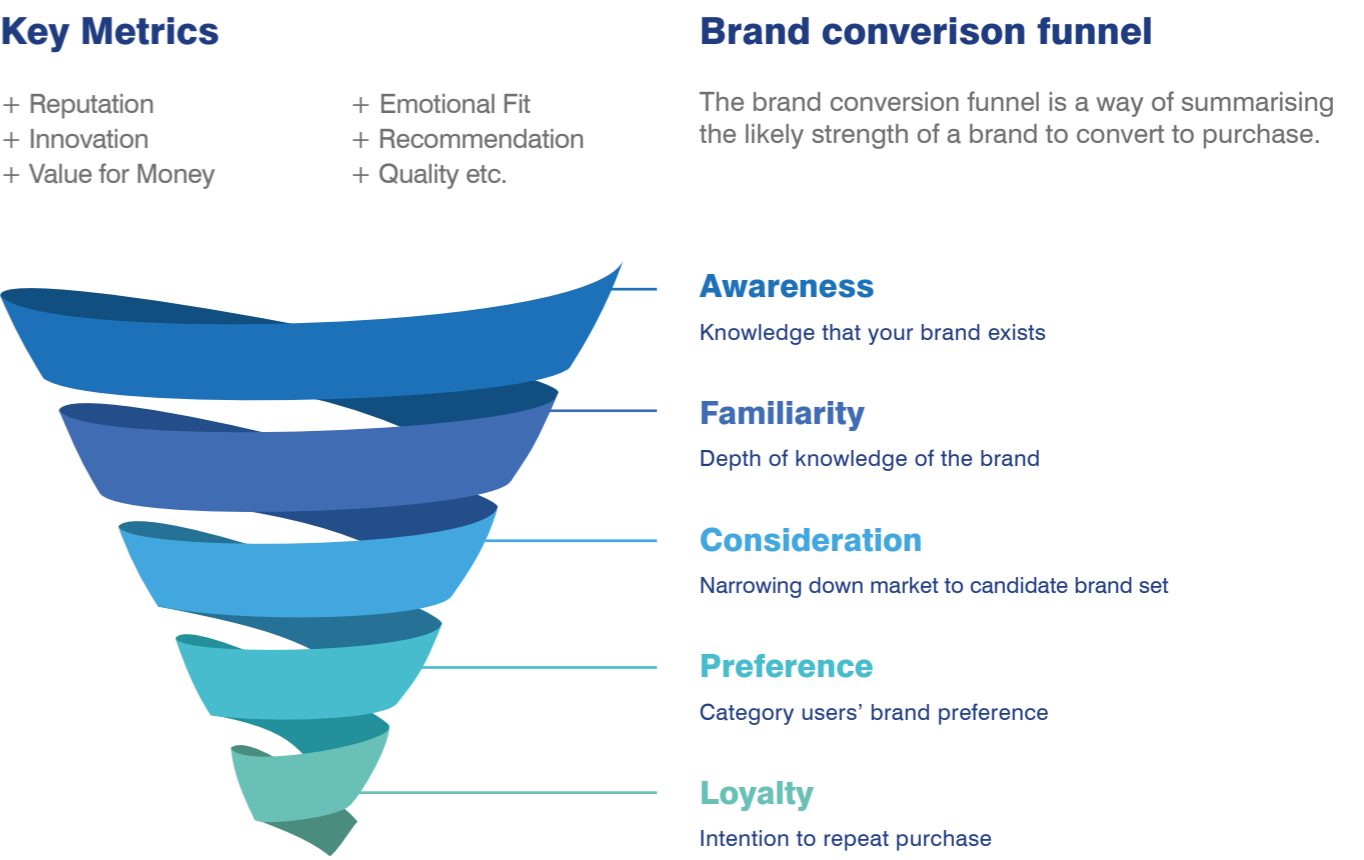 Key Metrics
+ Reputation
+ Innovation
+ Value for Money
+ Emotional Fit
+ Recommendation
+ Quality etc.
Brand converison funnel
The brand conversion funnel is a way of summarising
the likely strength of a brand to convert to purchase.
Awareness
Knowledge that your brand exists
Familiarity
Depth of knowledge of the brand
Consideration
Narrowing down market to candidate brand set
Preference
Category users’ brand preference
Loyalty
Intention to repeat purchase